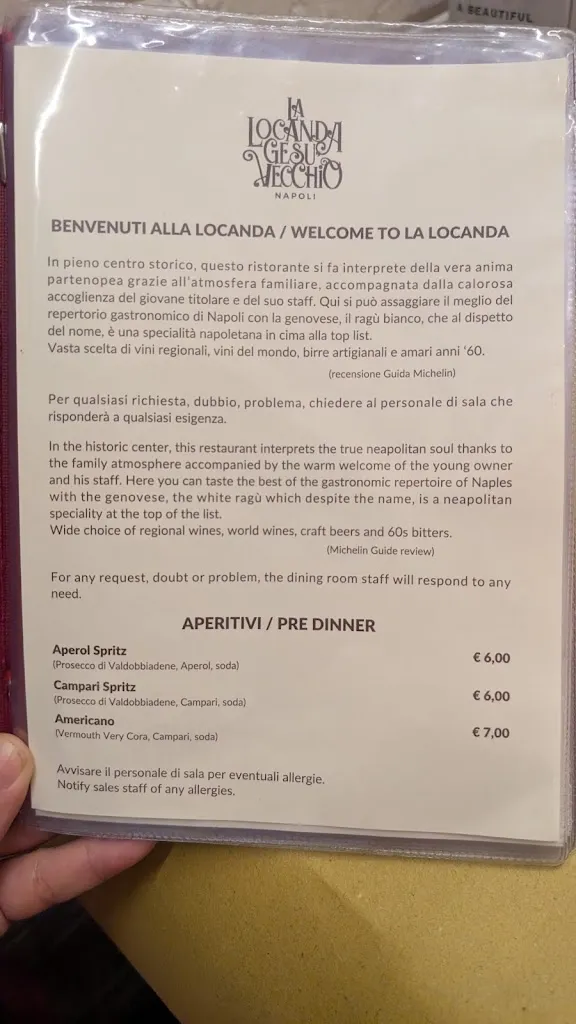 A BEAUTIFUL
LA
LOCANDA
GESÙ
VECCHIO
NAPOLI
BENVENUTI ALLA LOCANDA / WELCOME TO LA LOCANDA
In pieno centro storico, questo ristorante si fa interprete della vera anima
partenopea grazie all'atmosfera familiare, accompagnata dalla calorosa
accoglienza del giovane titolare e del suo staff. Qui si può assaggiare il meglio del
repertorio gastronomico di Napoli con la genovese, il ragù bianco, che al dispetto
del nome, è una specialità napoletana in cima alla top list.
Vasta scelta di vini regionali, vini del mondo, birre artigianali e amari anni '60.
(recensione Guida Michelin)
Per qualsiasi richiesta, dubbio, problema, chiedere al personale di sala che
risponderà a qualsiasi esigenza.
In the historic center, this restaurant interprets the true neapolitan soul thanks to
the family atmosphere accompanied by the warm welcome of the young owner
and his staff. Here you can taste the best of the gastronomic repertoire of Naples
with the genovese, the white ragù which despite the name, is a neapolitan
speciality at the top of the list.
Wide choice of regional wines, world wines, craft beers and 60s bitters.
(Michelin Guide review)
For any request, doubt or problem, the dining room staff will respond to any
need.
APERITIVI / PRE DINNER
Aperol Spritz € 6,00
(Prosecco di Valdobbiadene, Aperol, soda)
Campari Spritz € 6,00
(Prosecco di Valdobbiadene, Campari, soda)
Americano € 7,00
(Vermouth Very Cora, Campari, soda)
Avvisare il personale di sala per eventuali allergie.
Notify sales staff of any allergies.